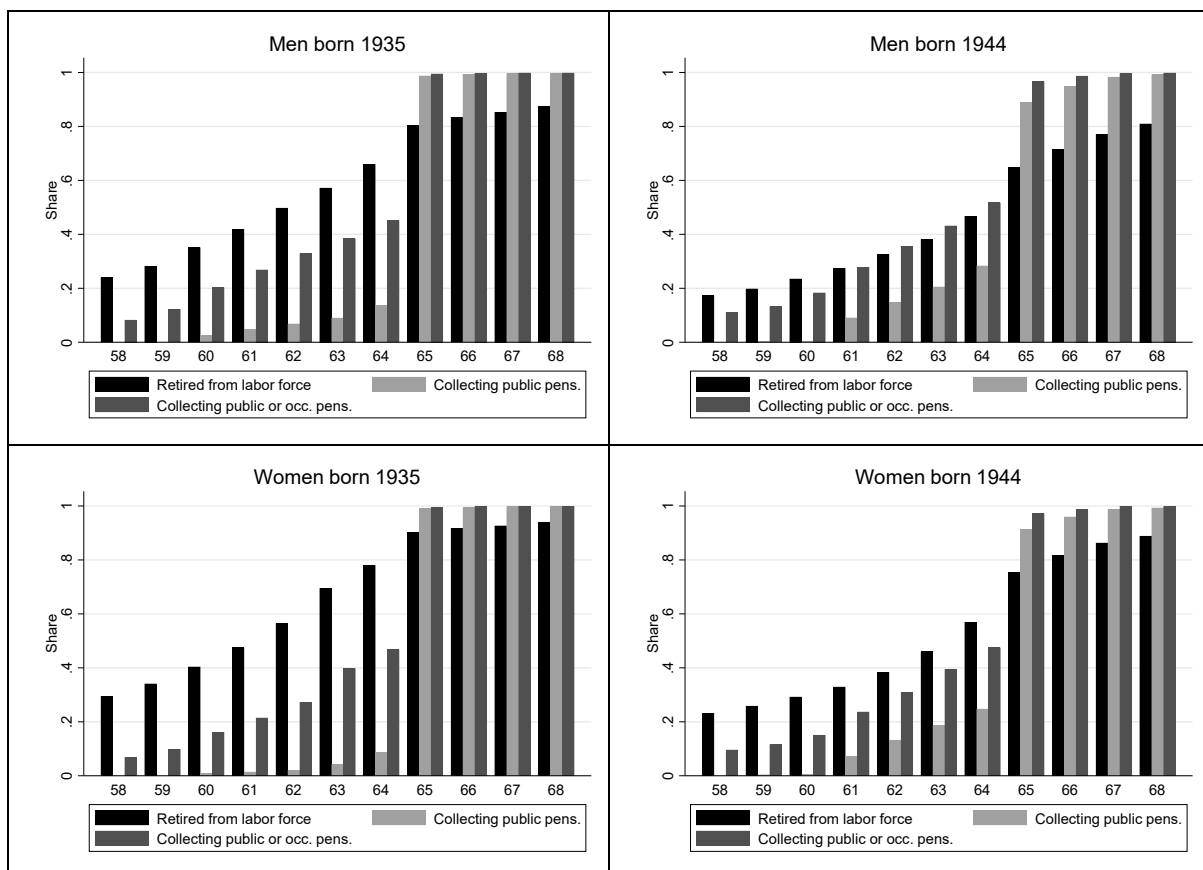 Men born 1935
Share
1
.8
.6
.4
.2
0
58 59 60 61 62 63 64 65 66 67 68
Retired from labor force
Collecting public pens.
Collecting public or occ. pens.
Men born 1944
Share
1
.8
.6
.4
.2
0
58 59 60 61 62 63 64 65 66 67 68
Retired from labor force
Collecting public pens.
Collecting public or occ. pens.
Women born 1935
Share
1
.8
.6
.4
.2
0
58 59 60 61 62 63 64 65 66 67 68
Retired from labor force
Collecting public pens.
Collecting public or occ. pens.
Women born 1944
Share
1
.8
.6
.4
.2
0
58 59 60 61 62 63 64 65 66 67 68
Retired from labor force
Collecting public pens.
Collecting public or occ. pens.